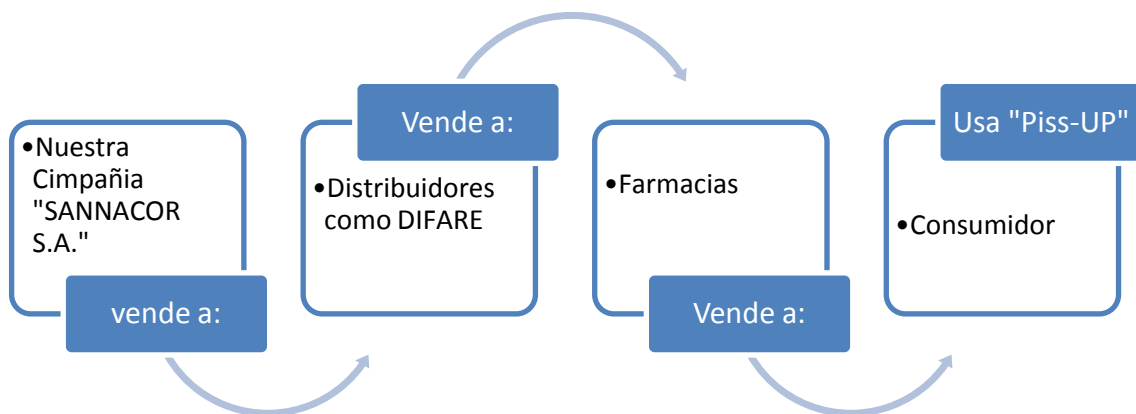 •Nuestra
Cimpañia
"SANNACOR
S.A."
vende a:
Vende a:
•Distribuidores
como DIFARE
•Farmacias
Vende a:
Usa "Piss-UP"
•Consumidor